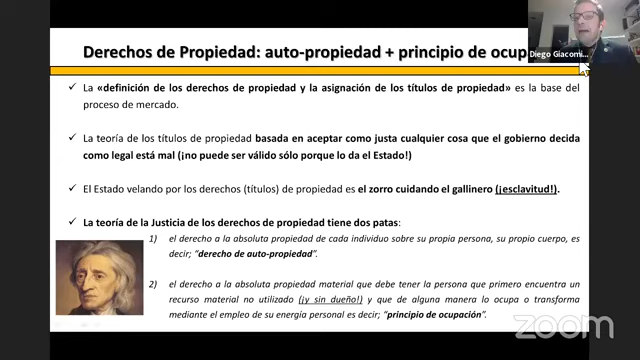 Derechos de Propiedad: auto-propiedad + principio de ocup
Diego Giacomi...
✓ La «definición de los derechos de propiedad y la asignación de los títulos de propiedad» es la base del
proceso de mercado.
✓ La teoría de los títulos de propiedad basada en aceptar como justa cualquier cosa que el gobierno decida
como legal está mal (¡no puede ser válido sólo porque lo da el Estado!)
✓ El Estado velando por los derechos (títulos) de propiedad es el zorro cuidando el gallinero (¡esclavitud!).
✓ La teoría de la Justicia de los derechos de propiedad tiene dos patas:
1) el derecho a la absoluta propiedad de cada individuo sobre su propia persona, su propio cuerpo, es
decir; “derecho de auto-propiedad”.
2) el derecho a la absoluta propiedad material que debe tener la persona que primero encuentra un
recurso material no utilizado (¡y sin dueño!) y que de alguna manera lo ocupa o transforma
mediante el empleo de su energía personal es decir; “principio de ocupación”.
zoom